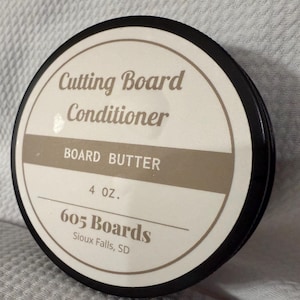 Cutting Board
Conditioner
BOARD BUTTER
4 OZ.
605 Boards
Sioux Falls, SD